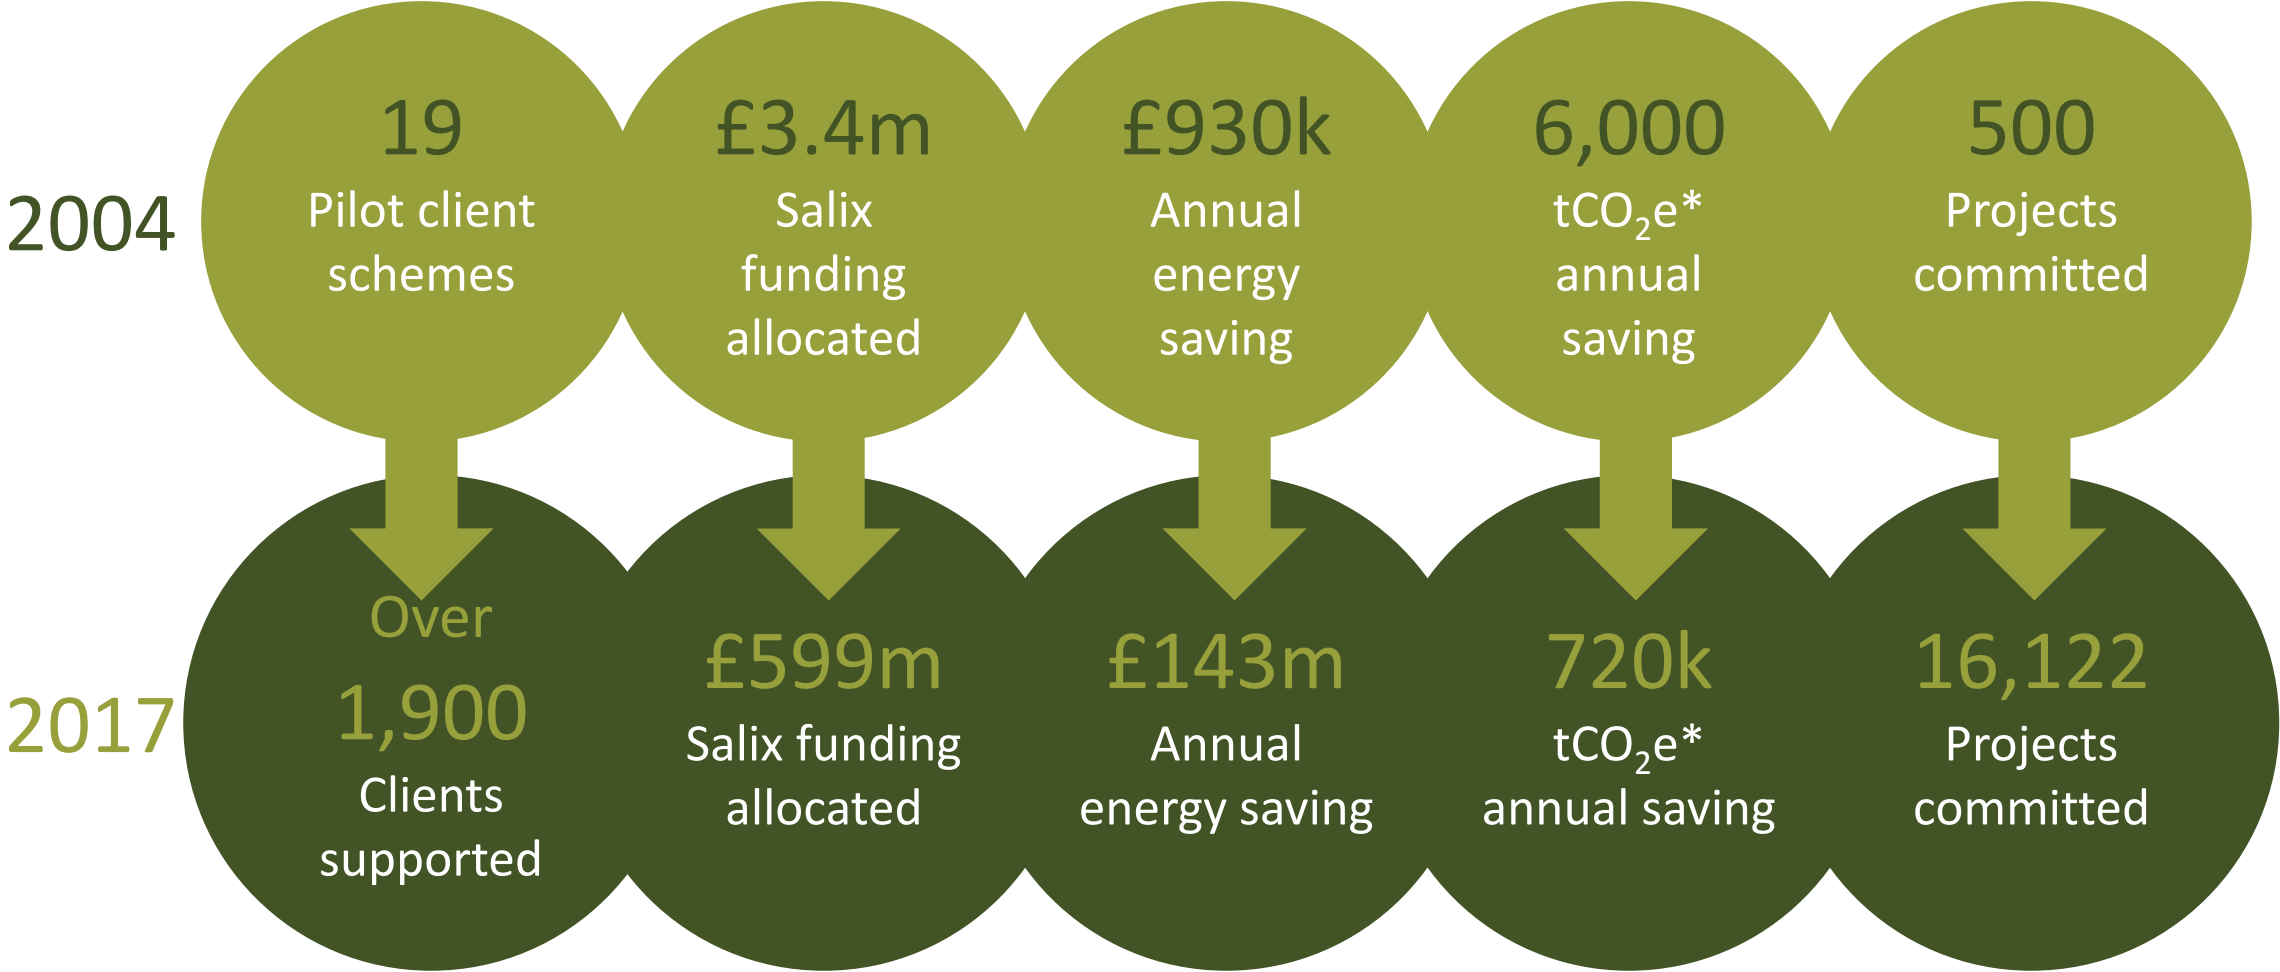 2004
19
Pilot client
schemes
£3.4m
Salix
funding
allocated
£930k
Annual
energy
saving
6,000
tCO₂e*
annual
saving
500
Projects
committed
2017
Over
1,900
Clients
supported
£599m
Salix funding
allocated
£143m
Annual
energy saving
720k
tCO₂e*
annual saving
16,122
Projects
committed